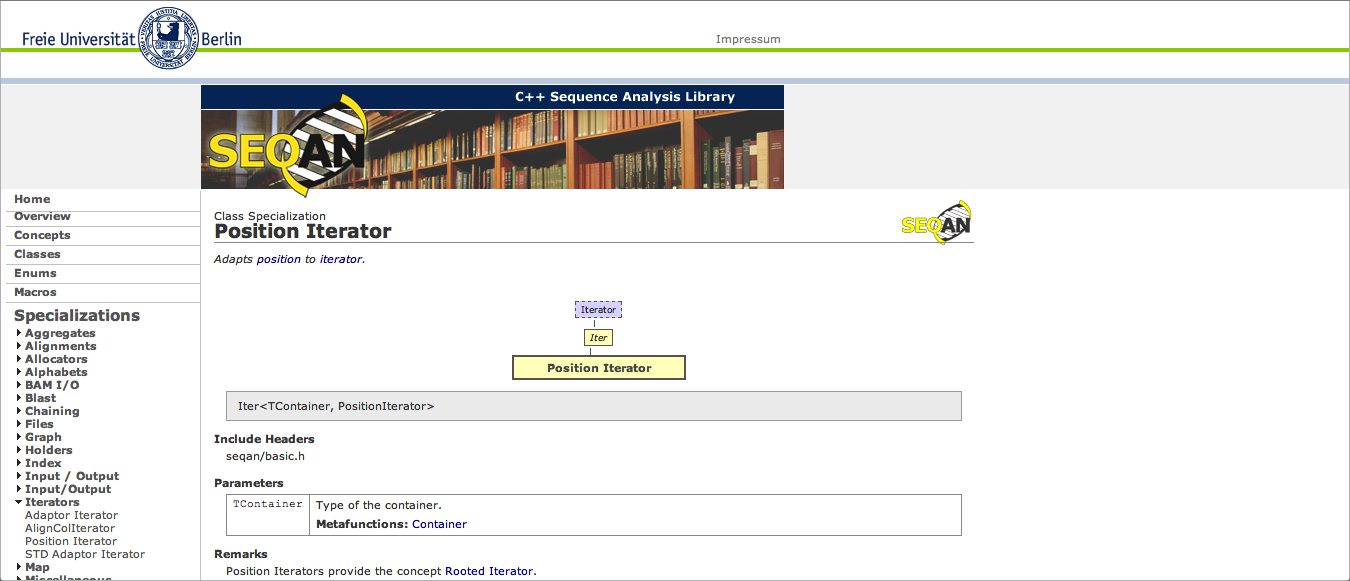 Freie Universität Berlin
Impressum
C++ Sequence Analysis Library
SEQAN
Home
Overview
Concepts
Classes
Enums
Macros
Specializations
Aggregates
Alignments
Allocators
Alphabets
BAM I/O
Blast
Chaining
Files
Graph
Holders
Index
Input / Output
Input/Output
Iterators
Adaptor Iterator
AlignColIterator
Position Iterator
STD Adaptor Iterator
Map
Miscellaneous
Class Specialization
Position Iterator
SEQAN
Adapts position to iterator.
Iterator
Iter
Position Iterator
Iter<TContainer, PositionIterator>
Include Headers
seqan/basic.h
Parameters
TContainer Type of the container.
Metafunctions: Container
Remarks
Position Iterators provide the concept Rooted Iterator.